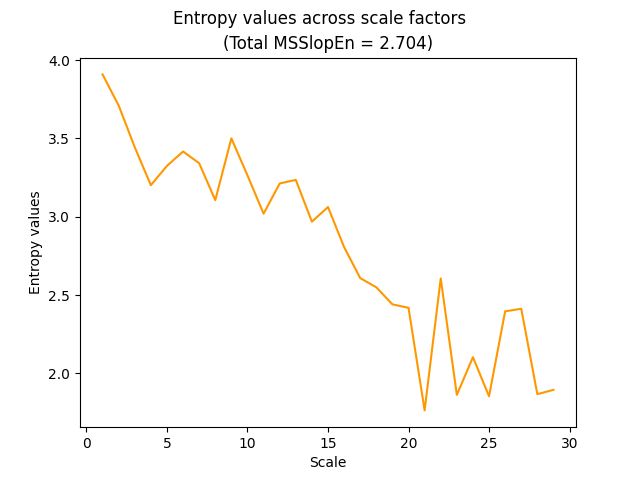 Entropy values across scale factors
(Total MSSlopEn = 2.704)
4.0
3.5
3.0
2.5
2.0
Entropy values
0 5 10 15 20 25 30
Scale